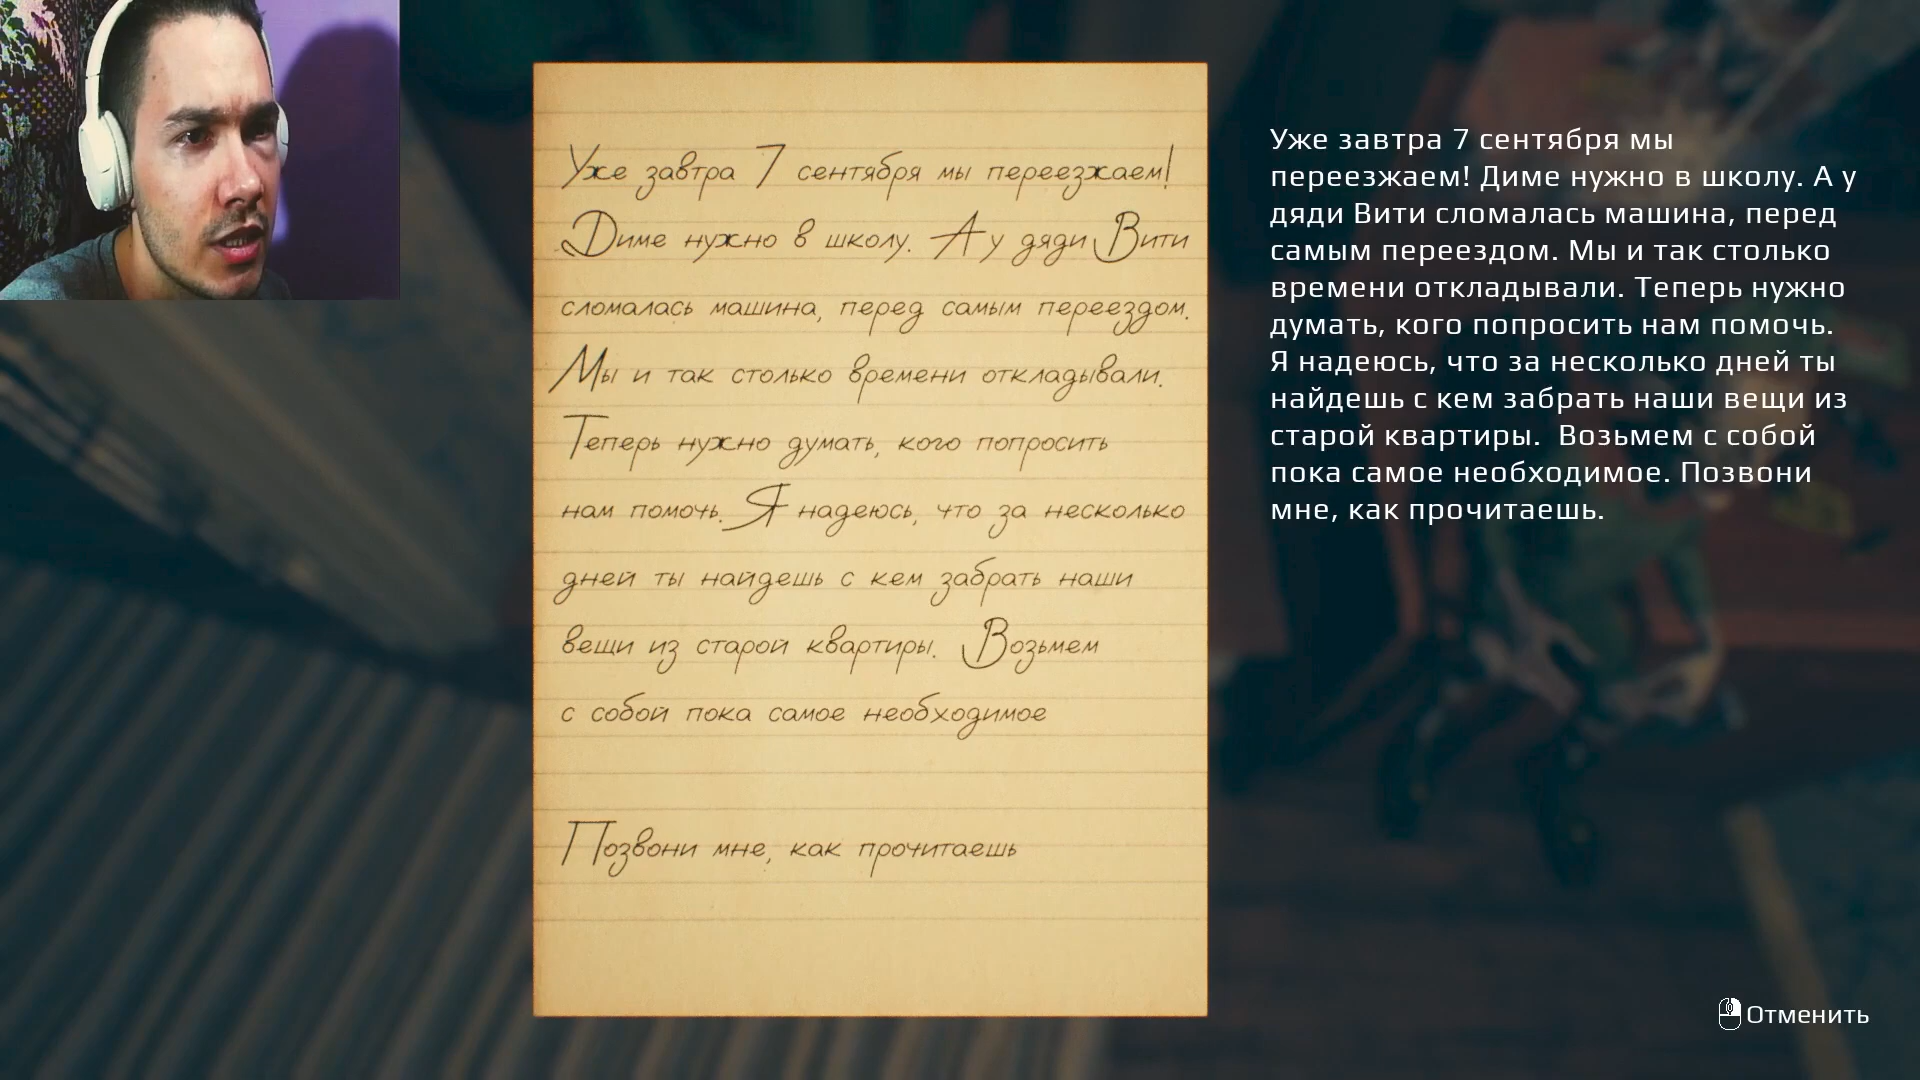 Уже завтра 7 сентября мы переезжаем!
Диме нужно в школу. А у дяди Вити
сломалась машина, перед самым переездом.
Мы и так столько времени откладывали.
Теперь нужно думать, кого попросить
нам помочь. Я надеюсь, что за несколько
дней ты найдешь с кем забрать наши
вещи из старой квартиры. Возьмем
с собой пока самое необходимое
Позвони мне, как прочитаешь
Уже завтра 7 сентября мы
переезжаем! Диме нужно в школу. А у
дяди Вити сломалась машина, перед
самым переездом. Мы и так столько
времени откладывали. Теперь нужно
думать, кого попросить нам помочь.
Я надеюсь, что за несколько дней ты
найдешь с кем забрать наши вещи из
старой квартиры.  Возьмем с собой
пока самое необходимое. Позвони
мне, как прочитаешь.
Отменить